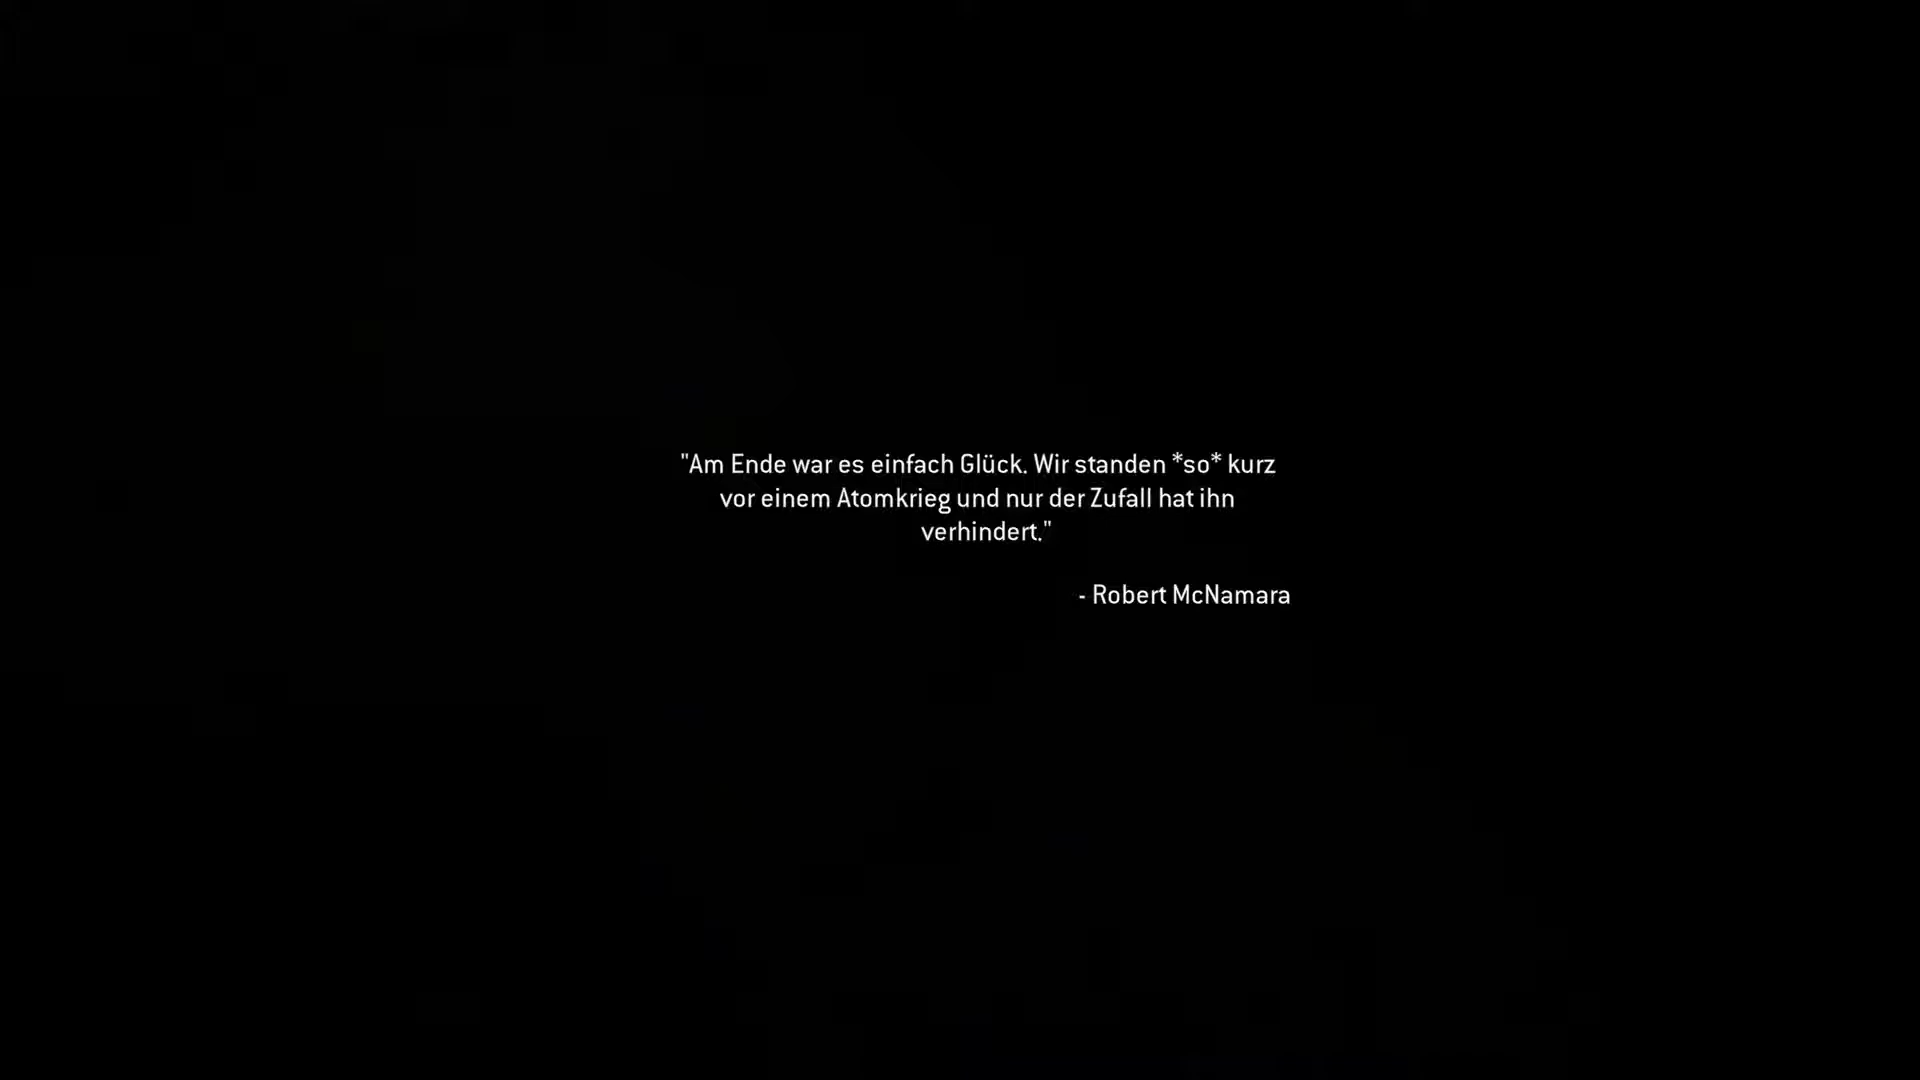 "Am Ende war es einfach Glück. Wir standen *so* kurz
vor einem Atomkrieg und nur der Zufall hat ihn
verhindert."
- Robert McNamara